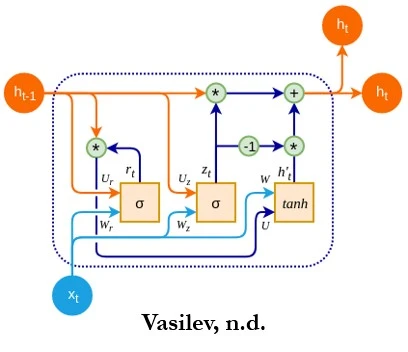 h_t
h_{t-1}
*
+
h_t
*
r_t
z_t
-1
*
h'_t
U_r
U_z
W
σ
σ
tanh
W_r
W_z
U
x_t
Vasilev, n.d.